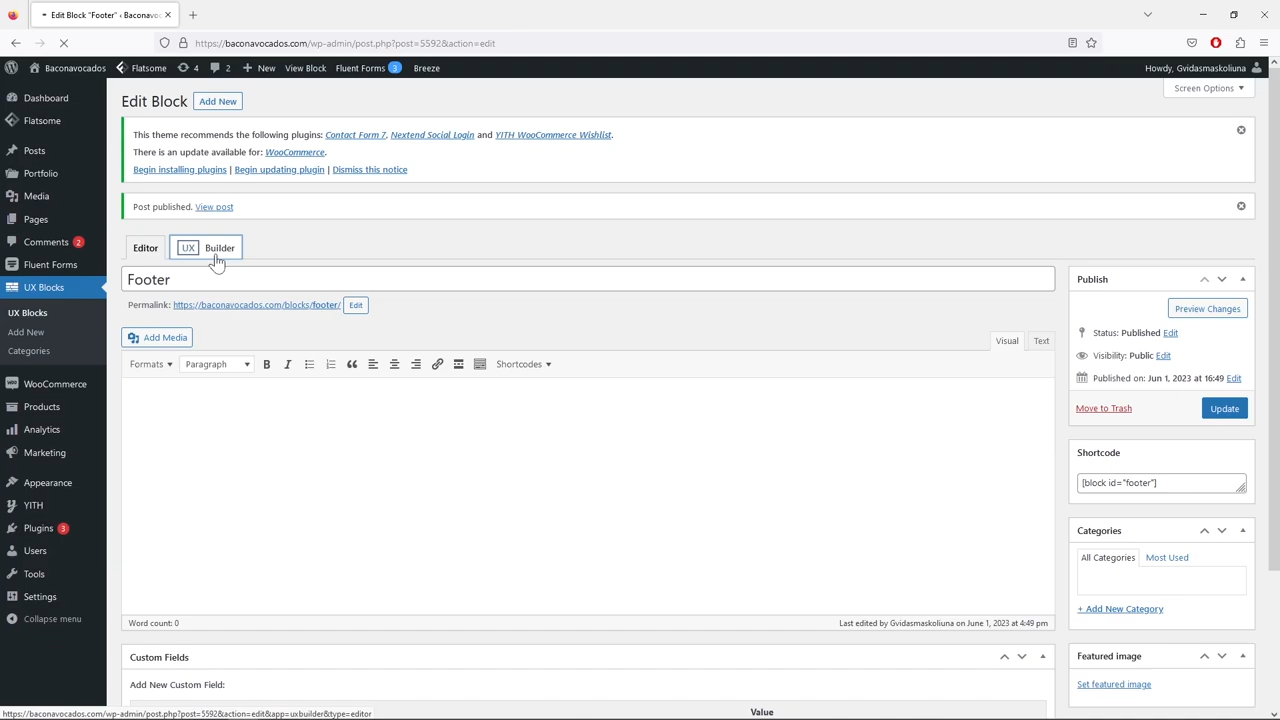 Edit Block "Footer" ‹ Baconavoc
https://baconavocados.com/wp-admin/post.php?post=5592&action=edit
Baconavocados
Flatsome
4
2
New
View Block
Fluent Forms 3
Breeze
Howdy, Gvidasmaskoliuna
Dashboard
Flatsome
Posts
Portfolio
Media
Pages
Comments 2
Fluent Forms
UX Blocks
UX Blocks
Add New
Categories
WooCommerce
Products
Analytics
Marketing
Appearance
YITH
Plugins 3
Users
Tools
Settings
Collapse menu
Screen Options
Edit Block
Add New
This theme recommends the following plugins: Contact Form 7, Nextend Social Login and YITH WooCommerce Wishlist.
There is an update available for: WooCommerce.
Begin installing plugins | Begin updating plugin | Dismiss this notice
Post published. View post
Editor
UX Builder
Footer
Permalink: https://baconavocados.com/blocks/footer/ Edit
Add Media
Visual
Text
Formats
Paragraph
B
I
Shortcodes
Word count: 0
Last edited by Gvidasmaskoliuna on June 1, 2023 at 4:49 pm
Custom Fields
Add New Custom Field:
Value
Publish
Preview Changes
Status: Published Edit
Visibility: Public Edit
Published on: Jun 1, 2023 at 16:49 Edit
Move to Trash
Update
Shortcode
[block id="footer"]
Categories
All Categories
Most Used
+ Add New Category
Featured image
Set featured image
https://baconavocados.com/wp-admin/post.php?post=5592&action=edit&app=uxbuilder&type=editor